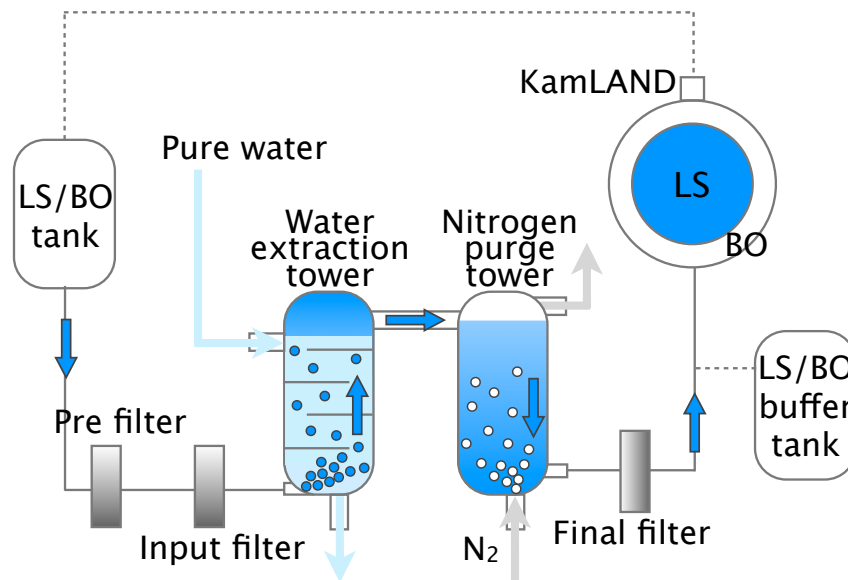 KamLAND
Pure water
LS/BO
tank
Water
extraction
tower
Nitrogen
purge
tower
LS
BO
LS/BO
buffer
tank
Pre filter
Input filter
N₂
Final filter